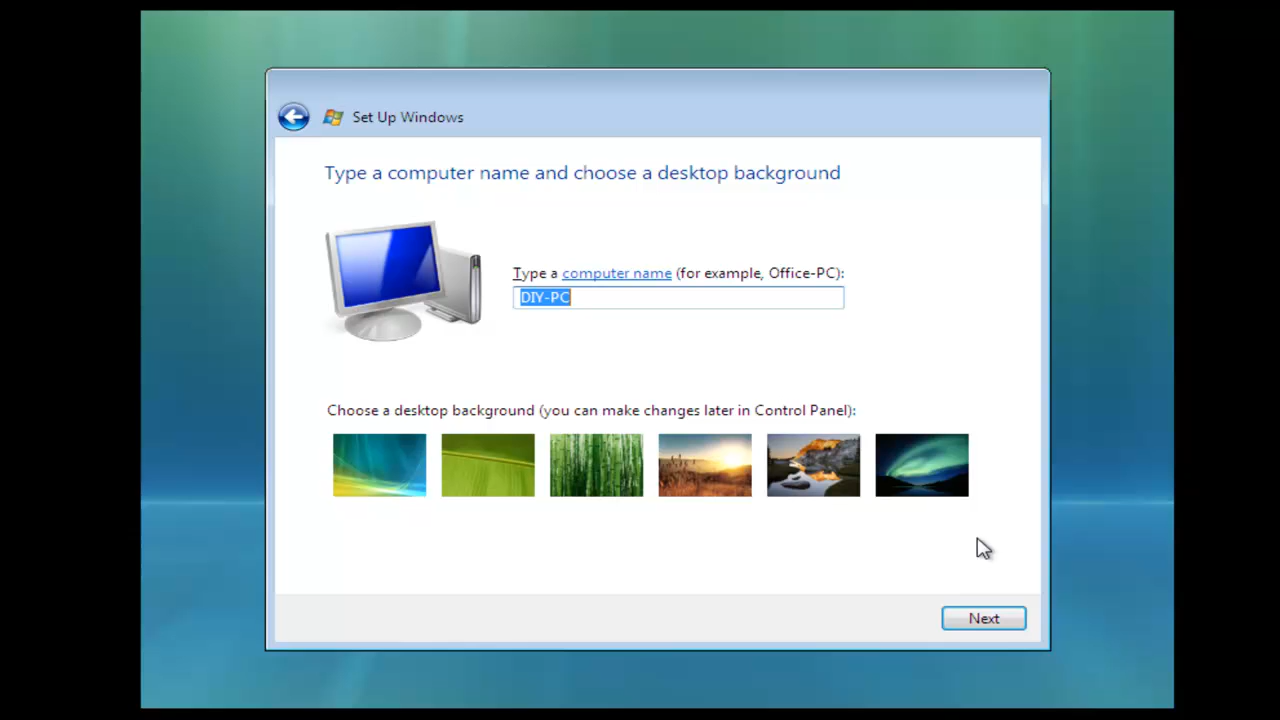 Set Up Windows
Type a computer name and choose a desktop background
Type a computer name (for example, Office-PC):
DIY-PC
Choose a desktop background (you can make changes later in Control Panel):
Next